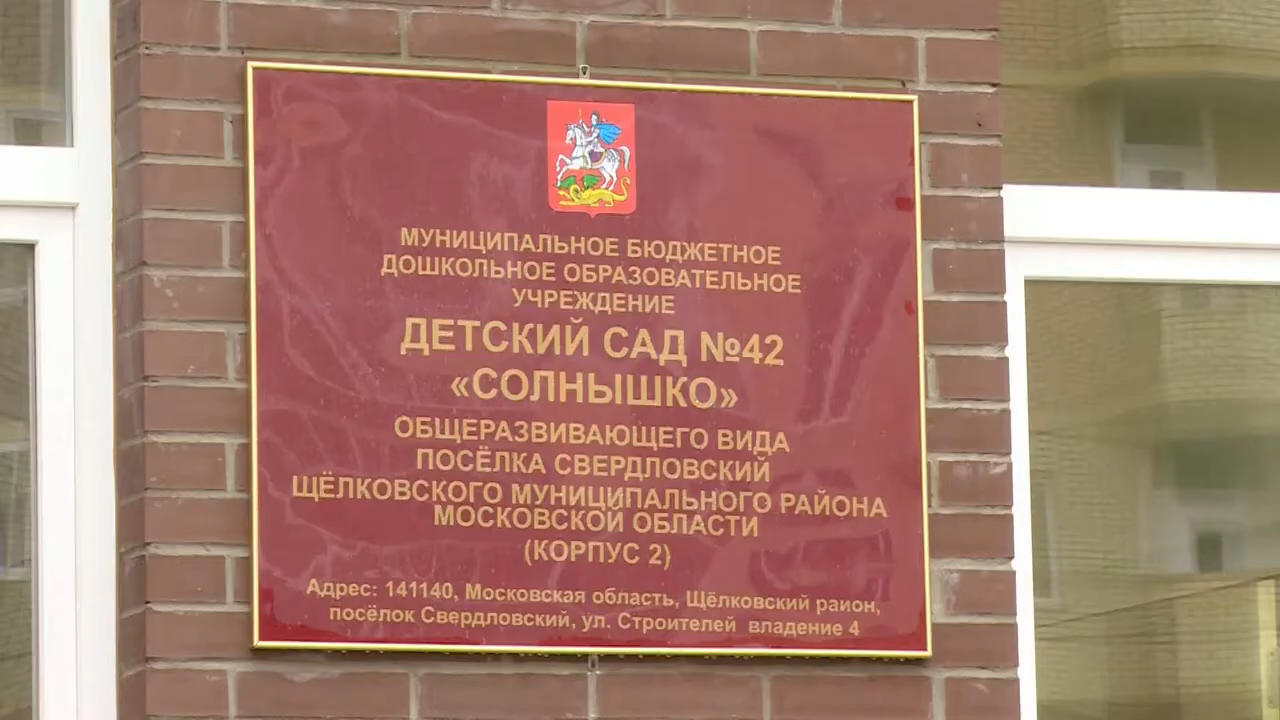 МУНИЦИПАЛЬНОЕ БЮДЖЕТНОЕ
ДОШКОЛЬНОЕ ОБРАЗОВАТЕЛЬНОЕ
УЧРЕЖДЕНИЕ
ДЕТСКИЙ САД №42
«СОЛНЫШКО»
ОБЩЕРАЗВИВАЮЩЕГО ВИДА
ПОСЁЛКА СВЕРДЛОВСКИЙ
ЩЁЛКОВСКОГО МУНИЦИПАЛЬНОГО РАЙОНА
МОСКОВСКОЙ ОБЛАСТИ
(КОРПУС 2)
Адрес: 141140, Московская область, Щёлковский район,
посёлок Свердловский, ул. Строителей владение 4